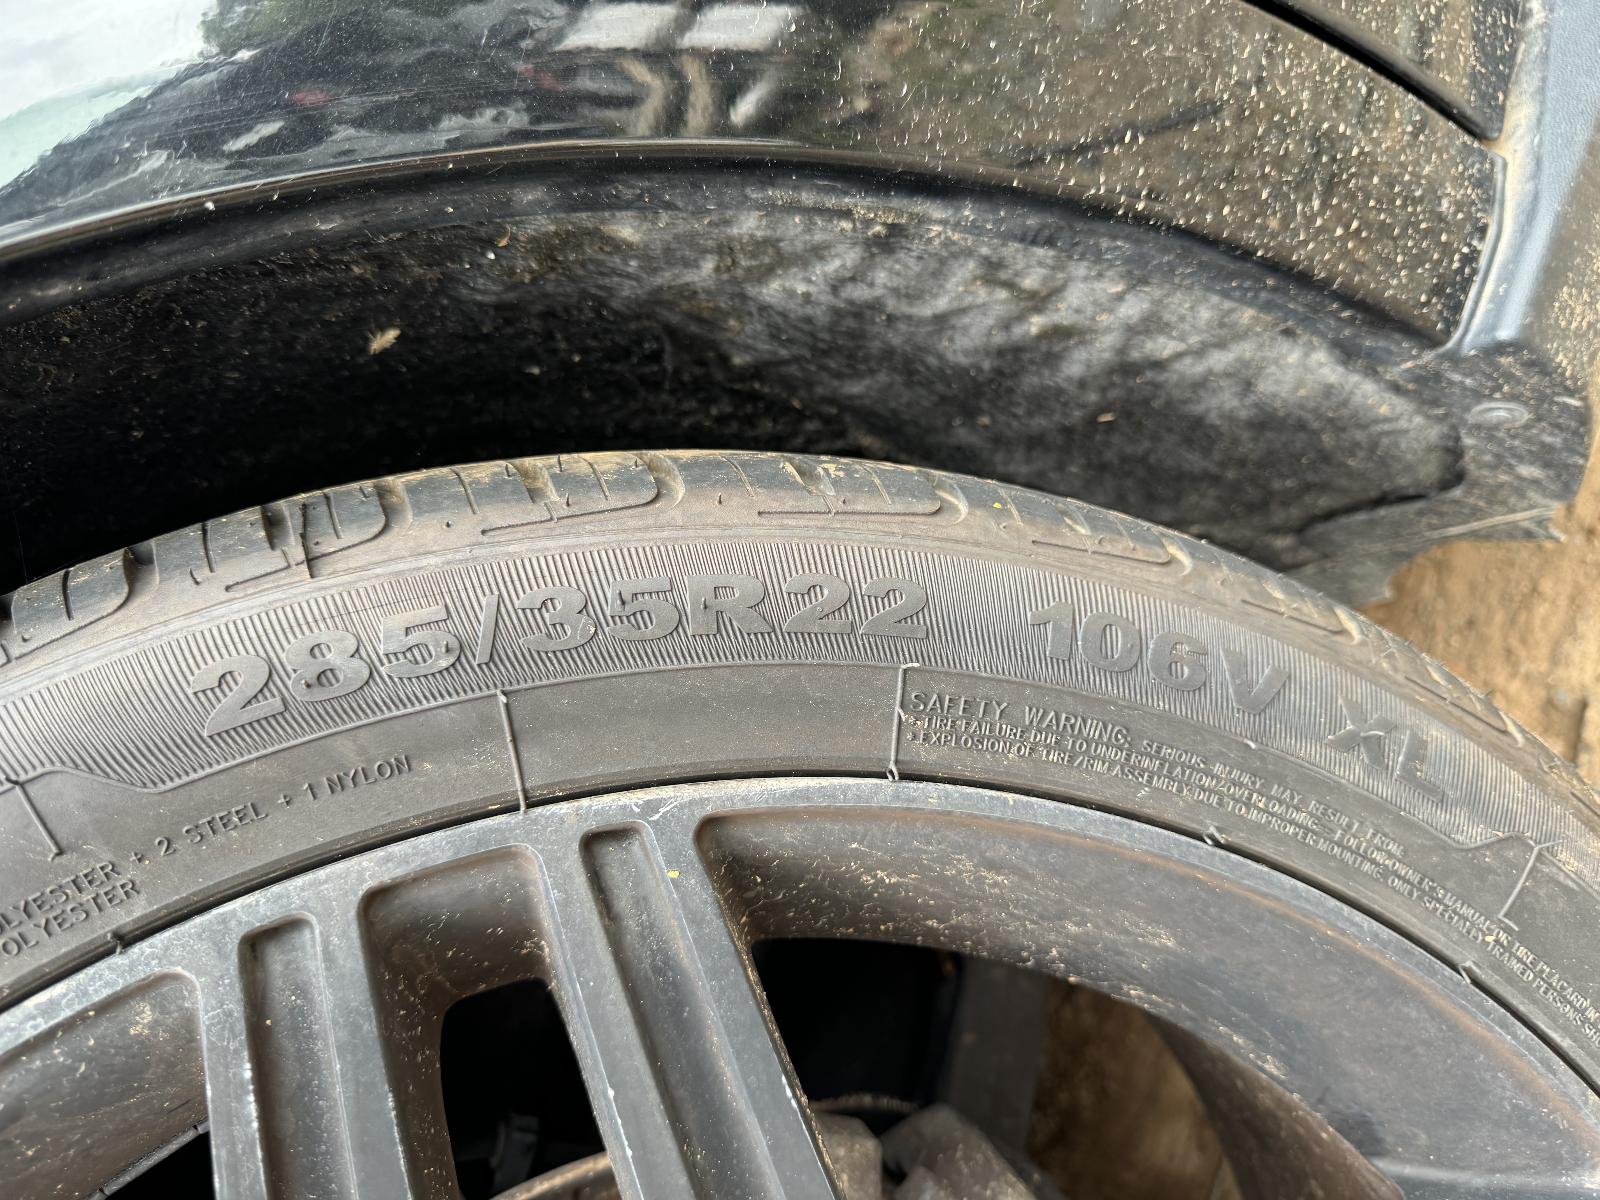 285/35R22 106V XL
SAFETY WARNING. SERIOUS INJURY MAY RESULT FROM:
TIRE FAILURE DUE TO UNDERINFLATION/OVERLOADING - FOLLOW OWNER'S MANUAL OR TIRE PLACARD IN
EXPLOSION OF TIRE/RIM ASSEMBLY DUE TO IMPROPER MOUNTING. ONLY SPECIALLY TRAINED PERSONS SHO
OLYESTER + 2 STEEL + 1 NYLON
OLYESTER